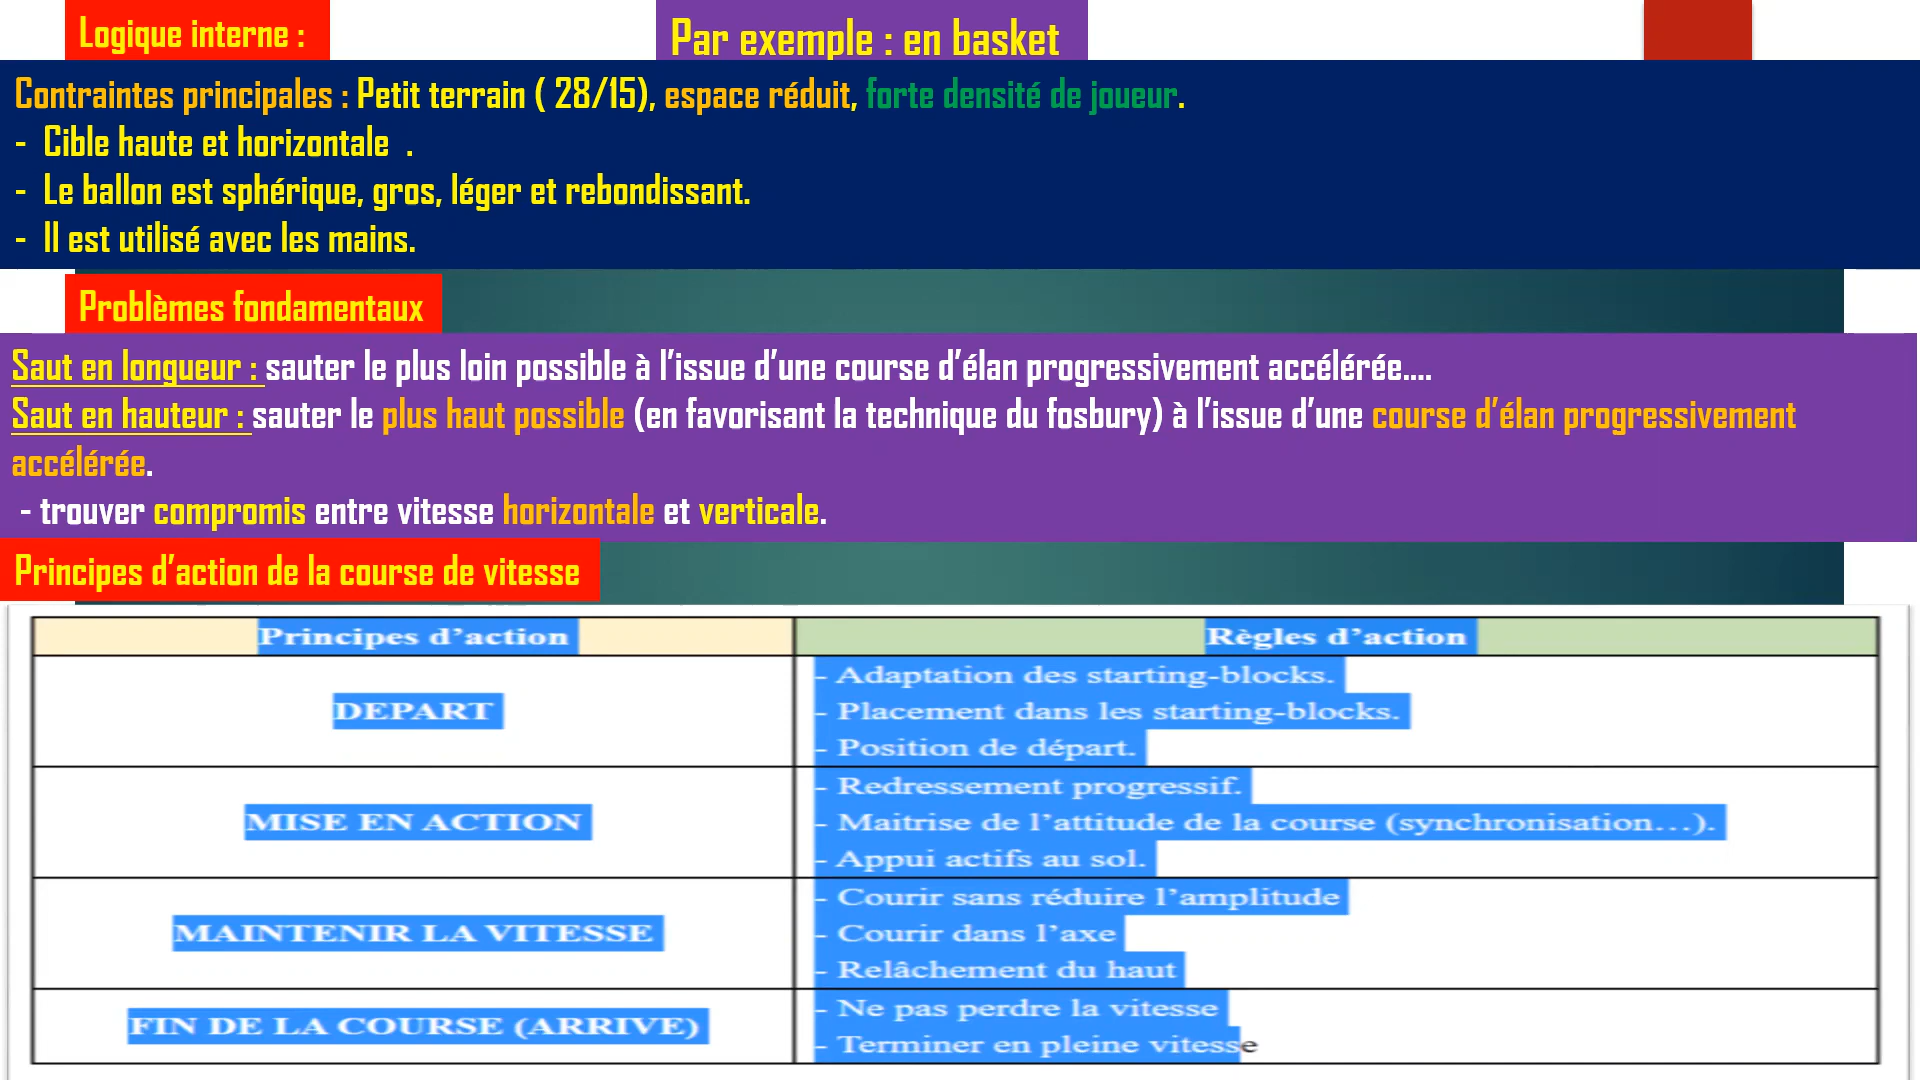 Logique interne :
Par exemple : en basket
Contraintes principales : Petit terrain ( 28/15), espace réduit, forte densité de joueur.
- Cible haute et horizontale .
- Le ballon est sphérique, gros, léger et rebondissant.
- Il est utilisé avec les mains.
Problèmes fondamentaux
Saut en longueur : sauter le plus loin possible à l’issue d’une course d’élan progressivement accélérée....
Saut en hauteur : sauter le plus haut possible (en favorisant la technique du fosbury) à l’issue d’une course d’élan progressivement
accélérée.
- trouver compromis entre vitesse horizontale et verticale.
Principes d’action de la course de vitesse
Principes d’action
Règles d’action
DEPART
- Adaptation des starting-blocks.
- Placement dans les starting-blocks.
- Position de départ.
MISE EN ACTION
- Redressement progressif.
- Maitrise de l’attitude de la course (synchronisation…).
- Appui actifs au sol.
MAINTENIR LA VITESSE
- Courir sans réduire l’amplitude
- Courir dans l’axe
- Relâchement du haut
FIN DE LA COURSE (ARRIVE)
- Ne pas perdre la vitesse
- Terminer en pleine vitesse